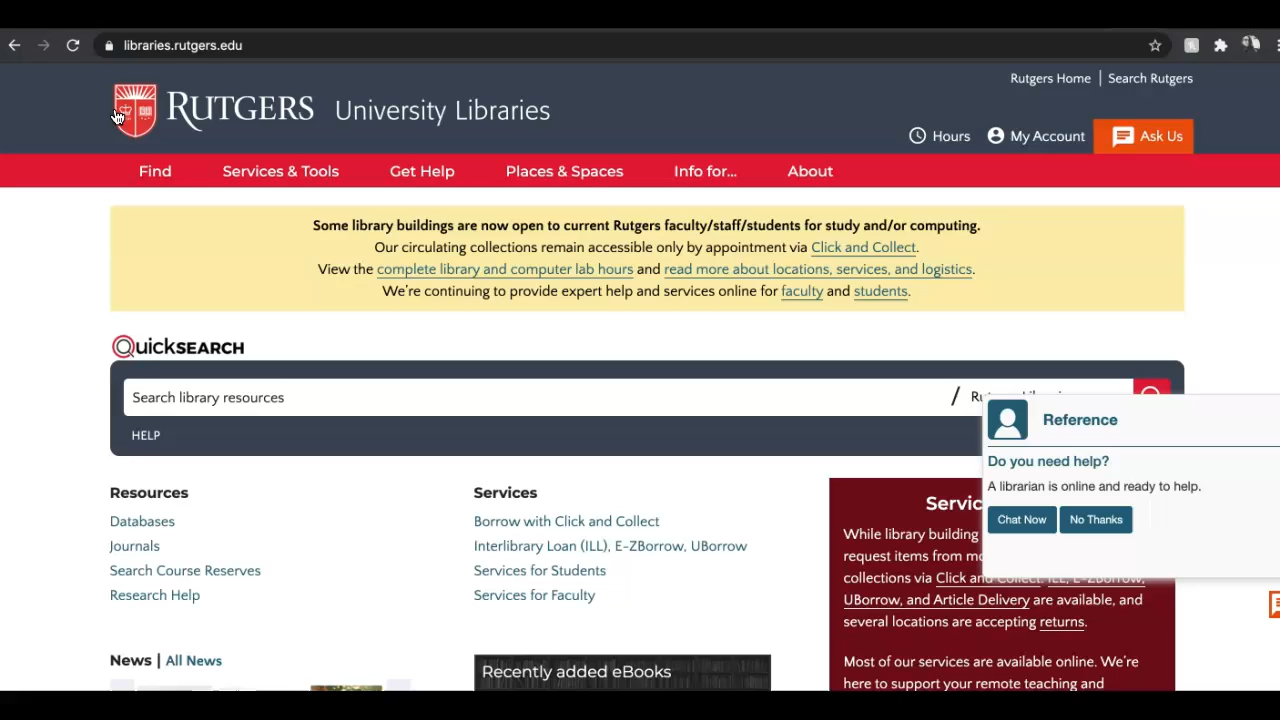 libraries.rutgers.edu
Rutgers Home | Search Rutgers
RUTGERS University Libraries
Hours My Account Ask Us
Find Services & Tools Get Help Places & Spaces Info for... About
Some library buildings are now open to current Rutgers faculty/staff/students for study and/or computing.
Our circulating collections remain accessible only by appointment via Click and Collect.
View the complete library and computer lab hours and read more about locations, services, and logistics.
We're continuing to provide expert help and services online for faculty and students.
QuickSEARCH
Search library resources /
HELP
Reference
Do you need help?
A librarian is online and ready to help.
Chat Now No Thanks
Resources
Databases
Journals
Search Course Reserves
Research Help
Services
Borrow with Click and Collect
Interlibrary Loan (ILL), E-ZBorrow, UBorrow
Services for Students
Services for Faculty
While library building
request items from
collections via Click and Collect. ILL, E-ZBorrow,
UBorrow, and Article Delivery are available, and
several locations are accepting returns.
Most of our services are available online. We're
here to support your remote teaching and
News | All News
Recently added eBooks